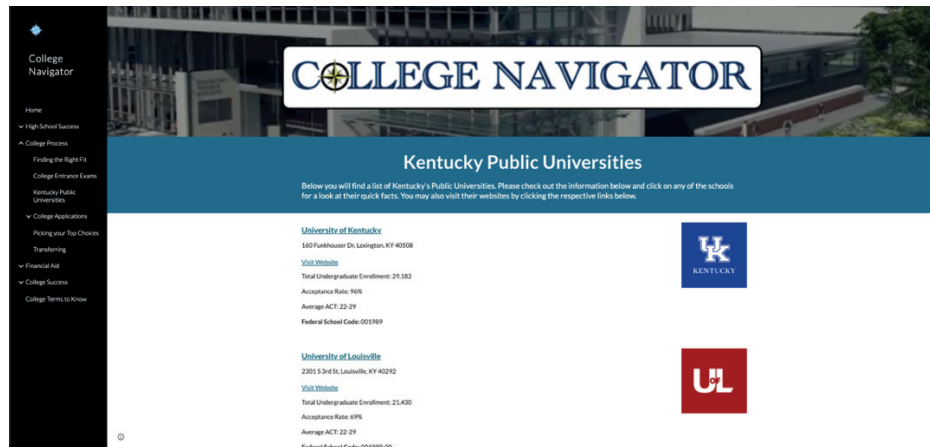 College
Navigator
Home
High School Success
College Process
Finding the Right Fit
College Entrance Exams
Kentucky Public
Universities
College Applications
Picking your Top Choices
Transferring
Financial Aid
College Success
College Terms to Know
COLLEGE NAVIGATOR
Kentucky Public Universities
Below you will find a list of Kentucky's Public Universities. Please check out the information below and click on any of the schools
for a look at their quick facts. You may also visit their websites by clicking the respective links below.
University of Kentucky
160 Funkhouser Dr, Lexington, KY 40508
Visit Website
Total Undergraduate Enrollment: 29,182
Acceptance Rate: 96%
Average ACT: 22-29
Federal School Code: 001989
UK
KENTUCKY
University of Louisville
2301 S 3rd St, Louisville, KY 40292
Visit Website
Total Undergraduate Enrollment: 21,430
Acceptance Rate: 69%
Average ACT: 22-29
Federal School Code:
U OF L